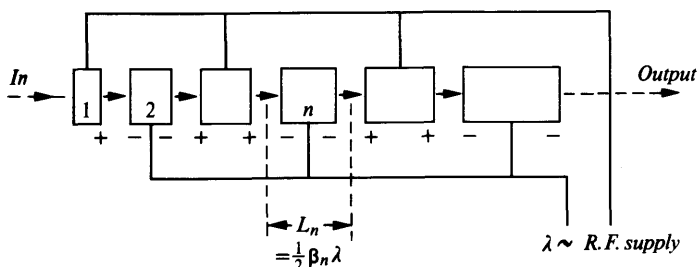 In
Output
1
2
n
+ − − + + − − + + − −
L_n
= ½ β_n λ
λ ~ R.F. supply